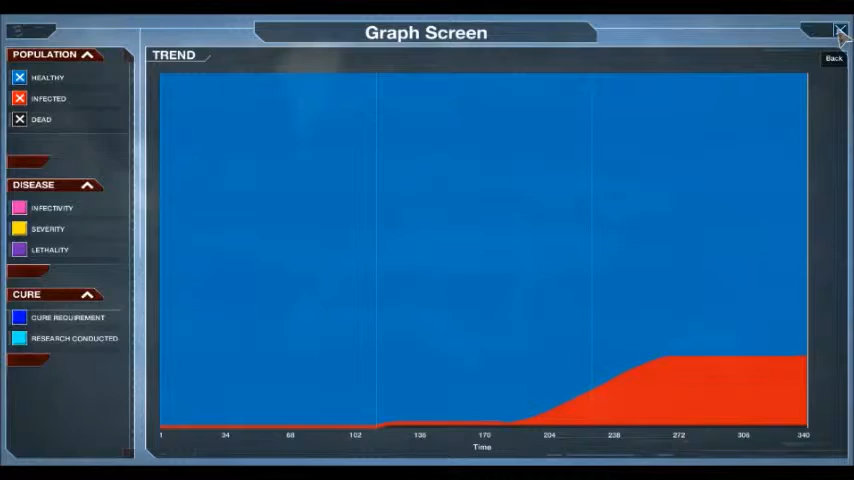 Graph Screen
Back
POPULATION
HEALTHY
INFECTED
DEAD
DISEASE
INFECTIVITY
SEVERITY
LETHALITY
CURE
CURE REQUIREMENT
RESEARCH CONDUCTED
TREND
1 34 68 102 136 170 204 238 272 306 340
Time